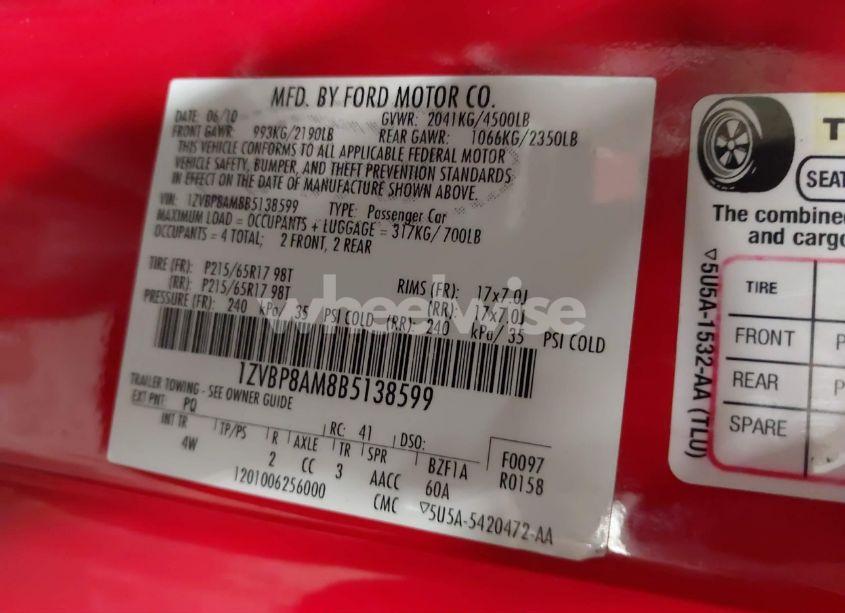 MFD. BY FORD MOTOR CO.
DATE: 06/10 GVWR: 2041KG/4500LB
FRONT GAWR: 993KG/2190LB REAR GAWR: 1066KG/2350LB
THIS VEHICLE CONFORMS TO ALL APPLICABLE FEDERAL MOTOR
VEHICLE SAFETY, BUMPER, AND THEFT PREVENTION STANDARDS
IN EFFECT ON THE DATE OF MANUFACTURE SHOWN ABOVE.
VIN: 1ZVBP8AM8B5138599 TYPE: Passenger Car
MAXIMUM LOAD = OCCUPANTS + LUGGAGE = 317KG/700LB
OCCUPANTS = 4 TOTAL; 2 FRONT, 2 REAR
TIRE (FR): P215/65R17 98T RIMS (FR): 17x7.0J
(RR): P215/65R17 98T (RR): 17x7.0J
PRESSURE (FR): 240 kPa/35 PSI COLD (RR): 240 kPa/35 PSI COLD
wheelwise
1ZVBP8AM8B5138599
TRAILER TOWING - SEE OWNER GUIDE
EXT PNT: PQ RC: 41 DSO:
INT TR TP/PS R AXLE TR SPR BZF1A F0097
4W 2 CC 3 AACC 60A R0158
1201006256000 CMC ▽5U5A-5420472-AA
T
SEAT
The combined
and cargo
▽5U5A-1532-AA (TLU)
TIRE
FRONT P
REAR P
SPARE